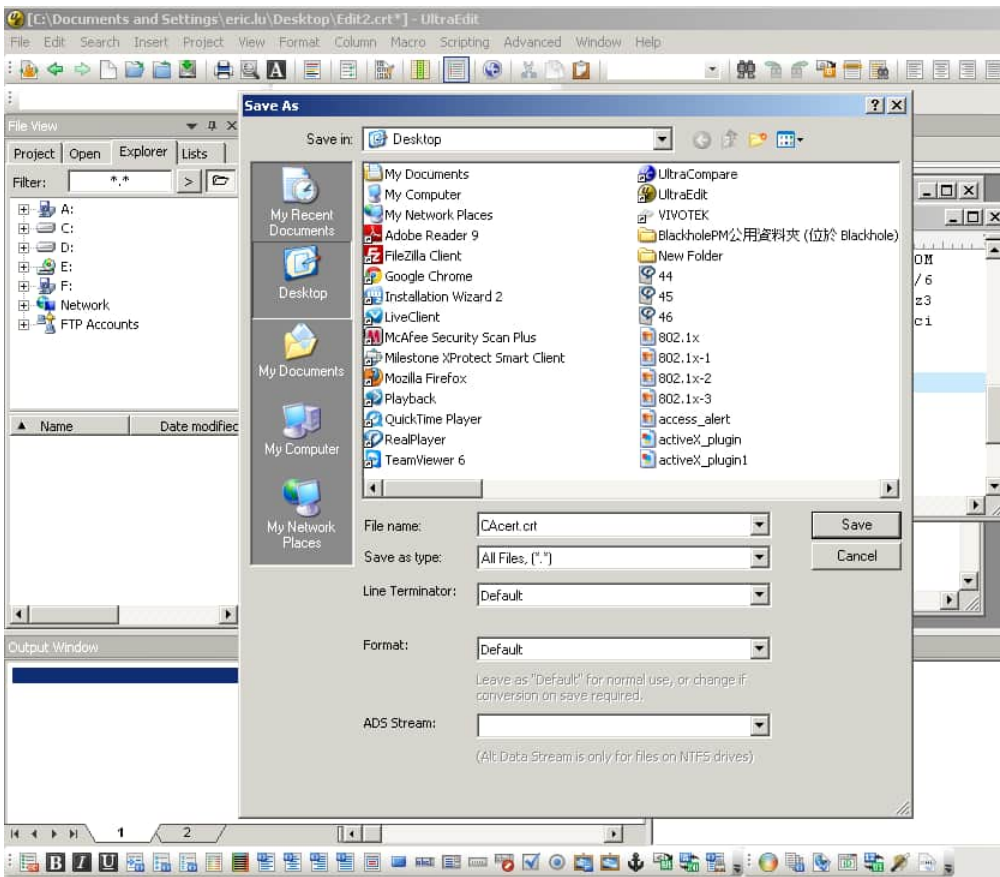 [C:\Documents and Settings\eric.lu\Desktop\Edit2.crt*] - UltraEdit
File Edit Search Insert Project View Format Column Macro Scripting Advanced Window Help
File View
Project Open Explorer Lists
Filter: *.* >
A:
C:
D:
E:
F:
Network
FTP Accounts
Name Date modified
Save As
Save in: Desktop
My Recent Documents
Desktop
My Documents
My Computer
My Network Places
My Documents
My Computer
My Network Places
Adobe Reader 9
FileZilla Client
Google Chrome
Installation Wizard 2
LiveClient
McAfee Security Scan Plus
Milestone XProtect Smart Client
Mozilla Firefox
Playback
QuickTime Player
RealPlayer
TeamViewer 6
UltraCompare
UltraEdit
VIVOTEK
BlackholePM公用資料夾 (位於 Blackhole)
New Folder
44
45
46
802.1x
802.1x-1
802.1x-2
802.1x-3
access_alert
activeX_plugin
activeX_plugin1
File name: CAcert.crt Save
Save as type: All Files, (*.*) Cancel
Line Terminator: Default
Format: Default
Leave as "Default" for normal use, or change if
conversion on save required.
ADS Stream:
(Alt Data Stream is only for files on NTFS drives)
OM
/6
z3
ci
Output Window
1 2
B I U